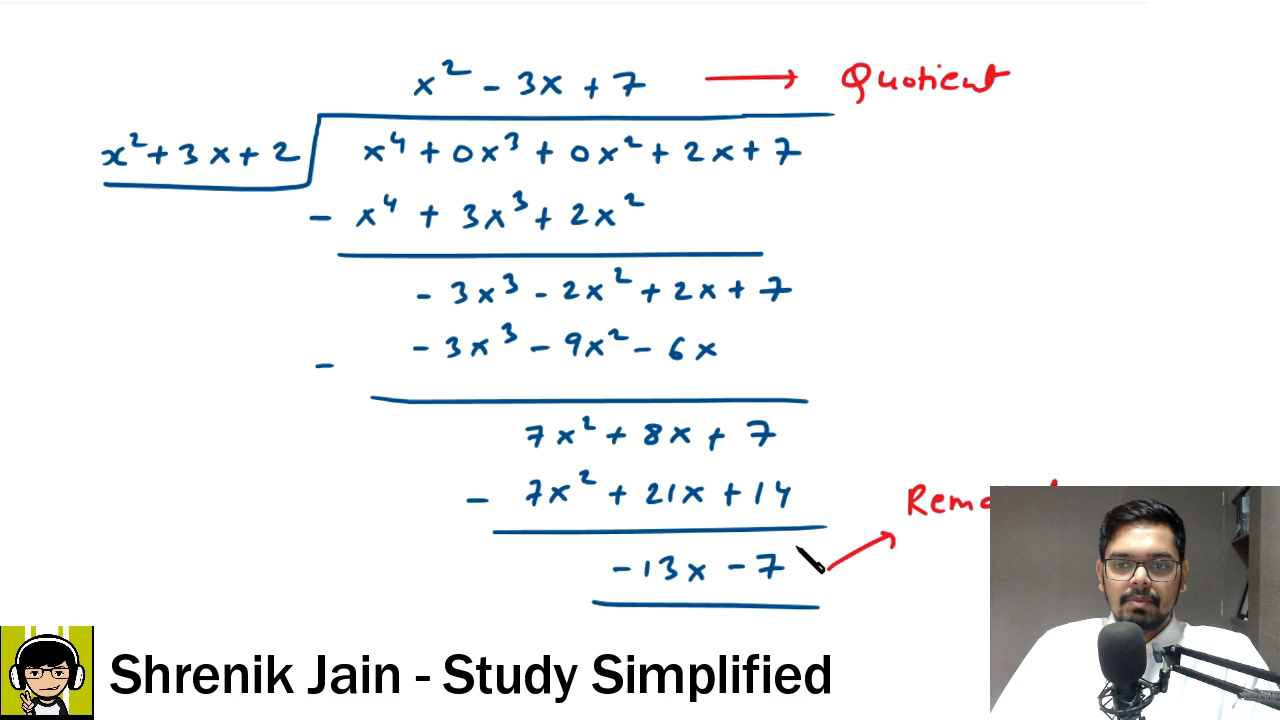 x² - 3x + 7 → Quotient
x² + 3x + 2 x⁴ + 0x³ + 0x² + 2x + 7
- x⁴ + 3x³ + 2x²
- 3x³ - 2x² + 2x + 7
- - 3x³ - 9x² - 6x
7x² + 8x + 7
- 7x² + 21x + 14
- 13x - 7
Shrenik Jain - Study Simplified